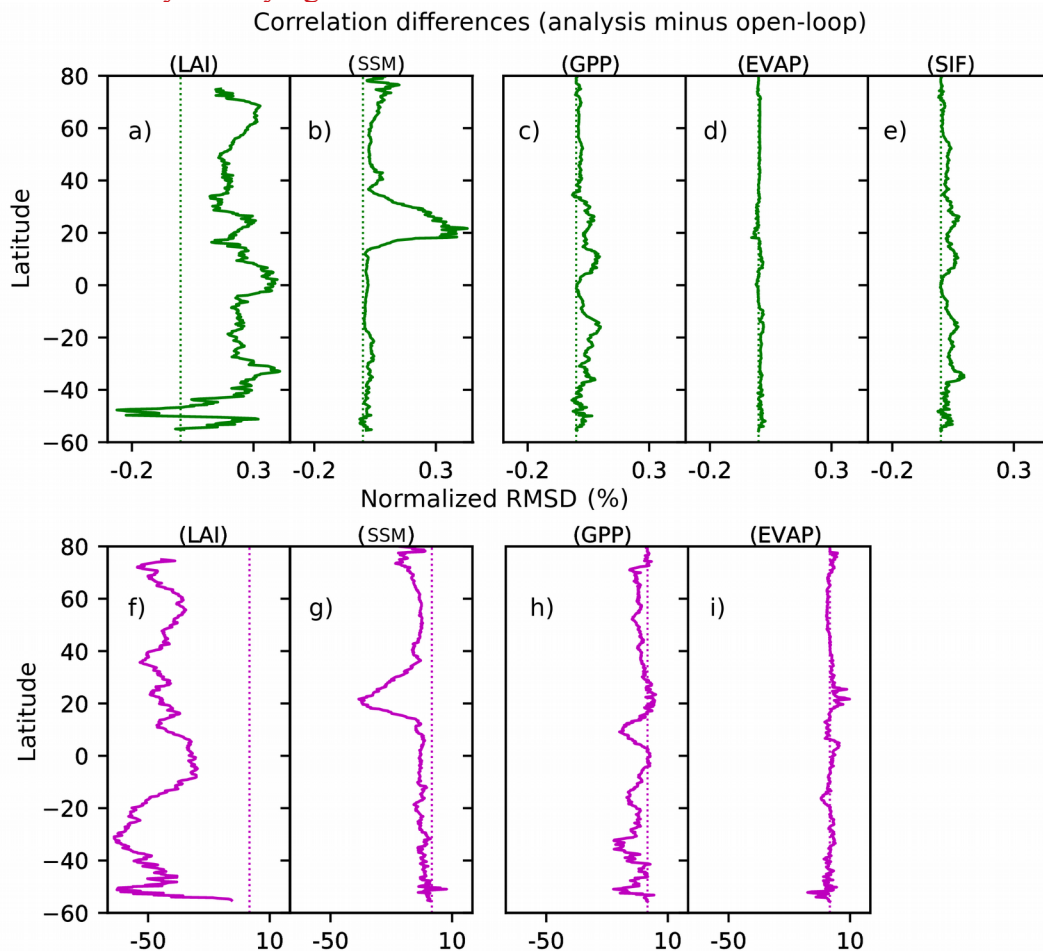 Correlation differences (analysis minus open-loop)
(LAI) (SSM) (GPP) (EVAP) (SIF)
80
60
40
20
0
−20
−40
−60
Latitude
a) b) c) d) e)
-0.2 0.3 -0.2 0.3 -0.2 0.3 -0.2 0.3 -0.2 0.3
Normalized RMSD (%)
(LAI) (SSM) (GPP) (EVAP)
80
60
40
20
0
−20
−40
−60
Latitude
f) g) h) i)
-50 10 -50 10 -50 10 -50 10